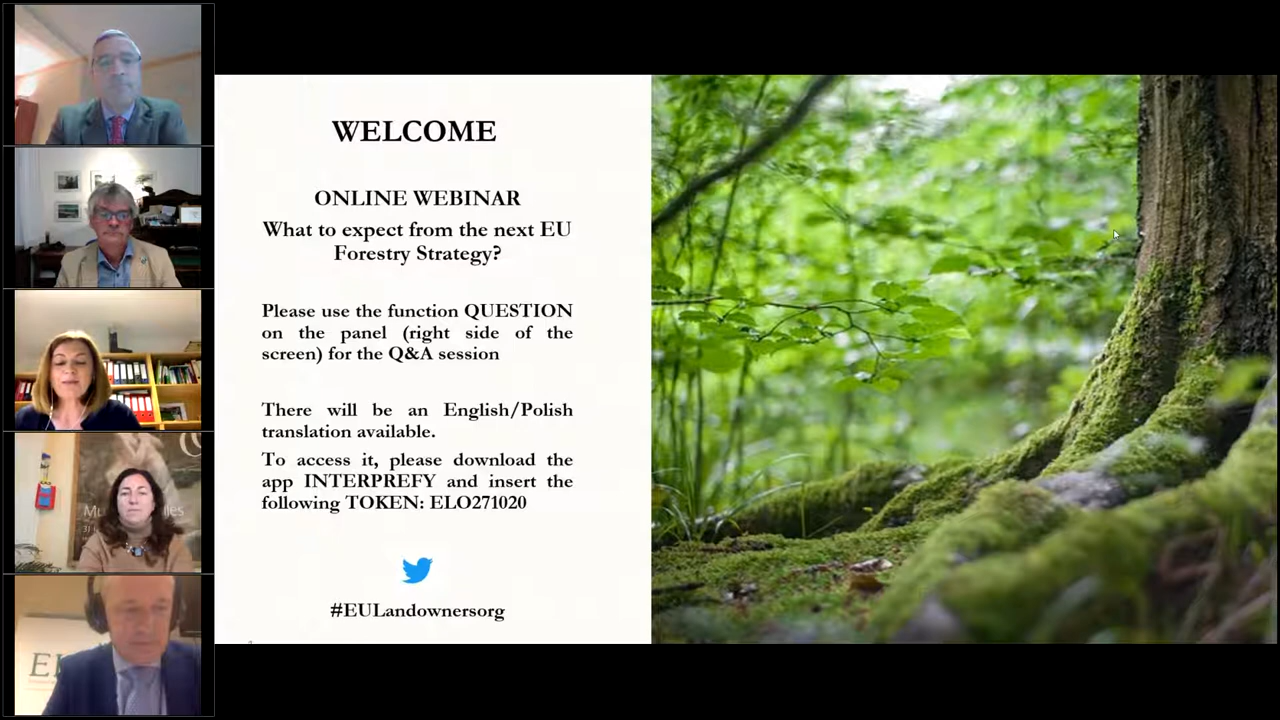 WELCOME
ONLINE WEBINAR
What to expect from the next EU
Forestry Strategy?
Please use the function QUESTION
on the panel (right side of the
screen) for the Q&A session
There will be an English/Polish
translation available.
To access it, please download the
app INTERPREFY and insert the
following TOKEN: ELO271020
#EULandownersorg